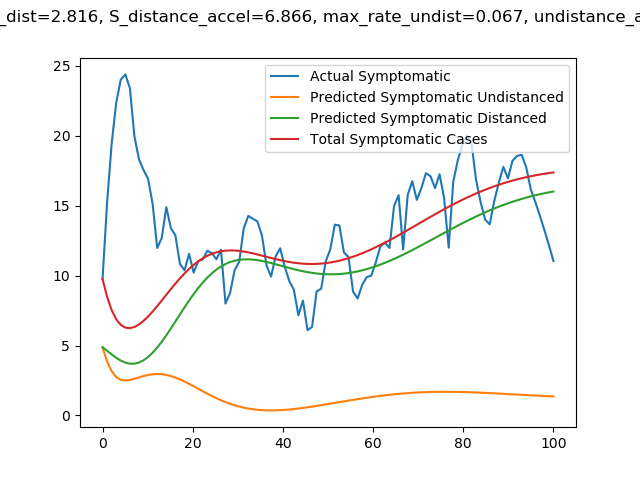 _dist=2.816, S_distance_accel=6.866, max_rate_undist=0.067, undistance_a
25
20
15
10
5
0
Actual Symptomatic
Predicted Symptomatic Undistanced
Predicted Symptomatic Distanced
Total Symptomatic Cases
0 20 40 60 80 100